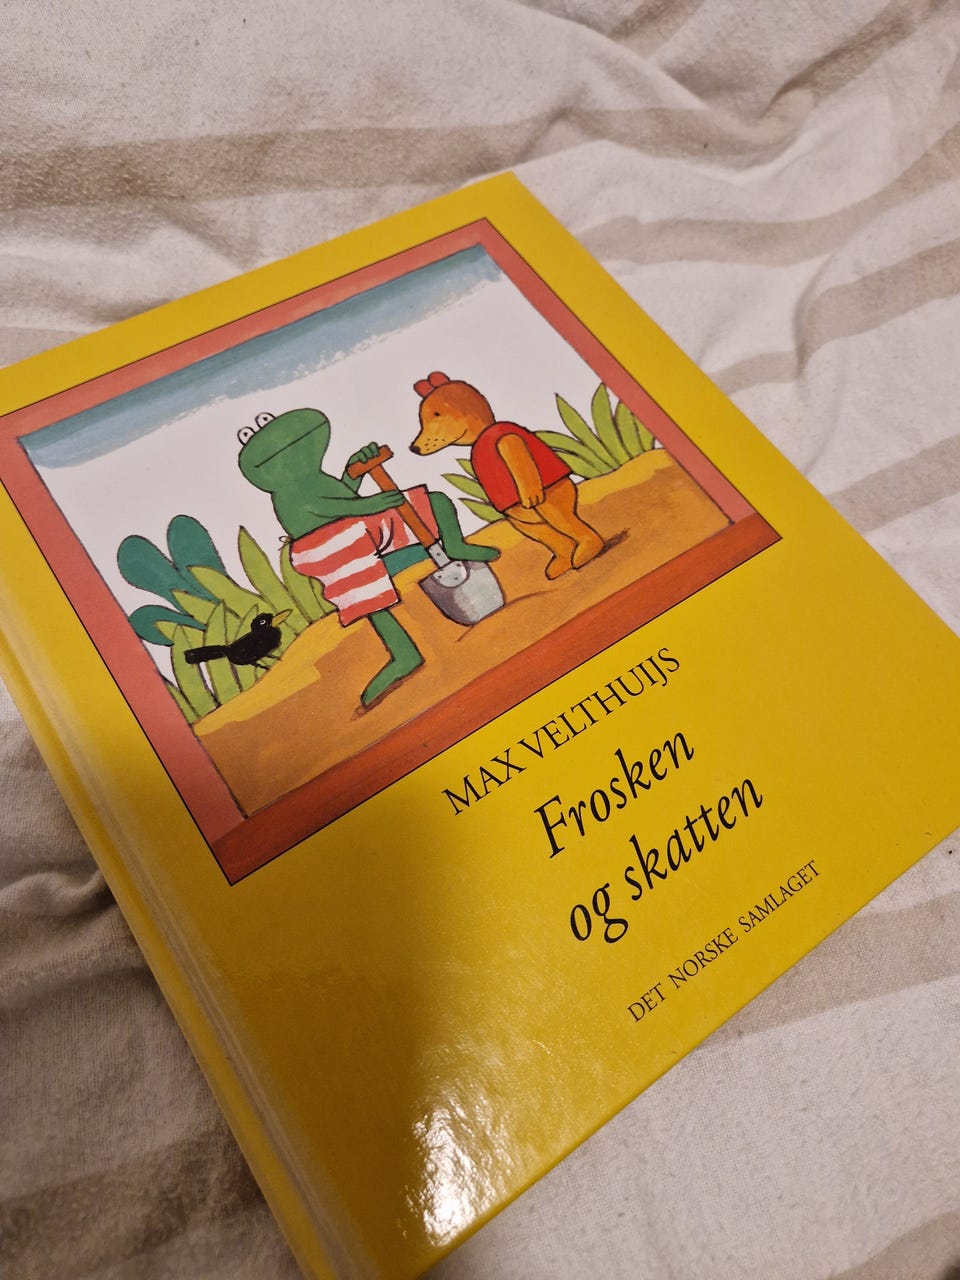 MAX VELTHUIJS
Frosken
og skatten
DET NORSKE SAMLAGET